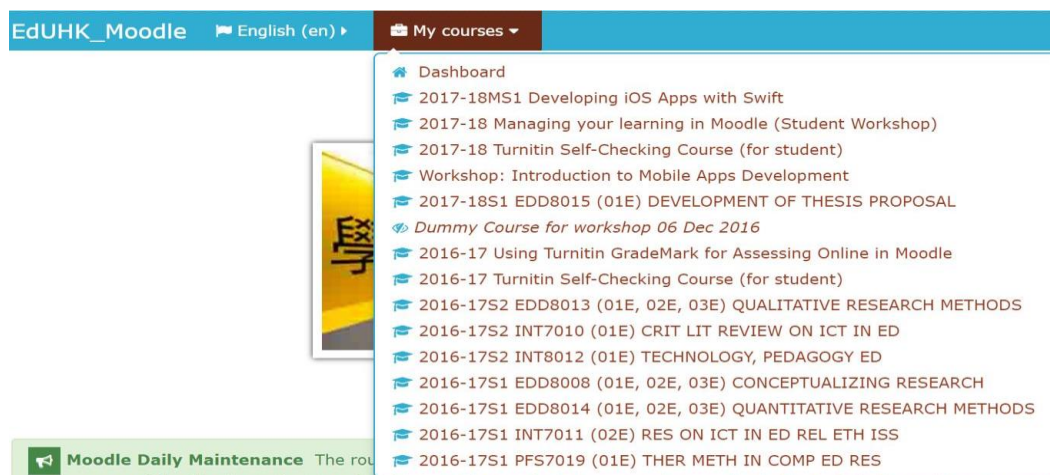 EdUHK_Moodle English (en) My courses
Dashboard
2017-18MS1 Developing iOS Apps with Swift
2017-18 Managing your learning in Moodle (Student Workshop)
2017-18 Turnitin Self-Checking Course (for student)
Workshop: Introduction to Mobile Apps Development
2017-18S1 EDD8015 (01E) DEVELOPMENT OF THESIS PROPOSAL
Dummy Course for workshop 06 Dec 2016
2016-17 Using Turnitin GradeMark for Assessing Online in Moodle
2016-17 Turnitin Self-Checking Course (for student)
2016-17S2 EDD8013 (01E, 02E, 03E) QUALITATIVE RESEARCH METHODS
2016-17S2 INT7010 (01E) CRIT LIT REVIEW ON ICT IN ED
2016-17S2 INT8012 (01E) TECHNOLOGY, PEDAGOGY ED
2016-17S1 EDD8008 (01E, 02E, 03E) CONCEPTUALIZING RESEARCH
2016-17S1 EDD8014 (01E, 02E, 03E) QUANTITATIVE RESEARCH METHODS
2016-17S1 INT7011 (02E) RES ON ICT IN ED REL ETH ISS
2016-17S1 PFS7019 (01E) THER METH IN COMP ED RES
Moodle Daily Maintenance The